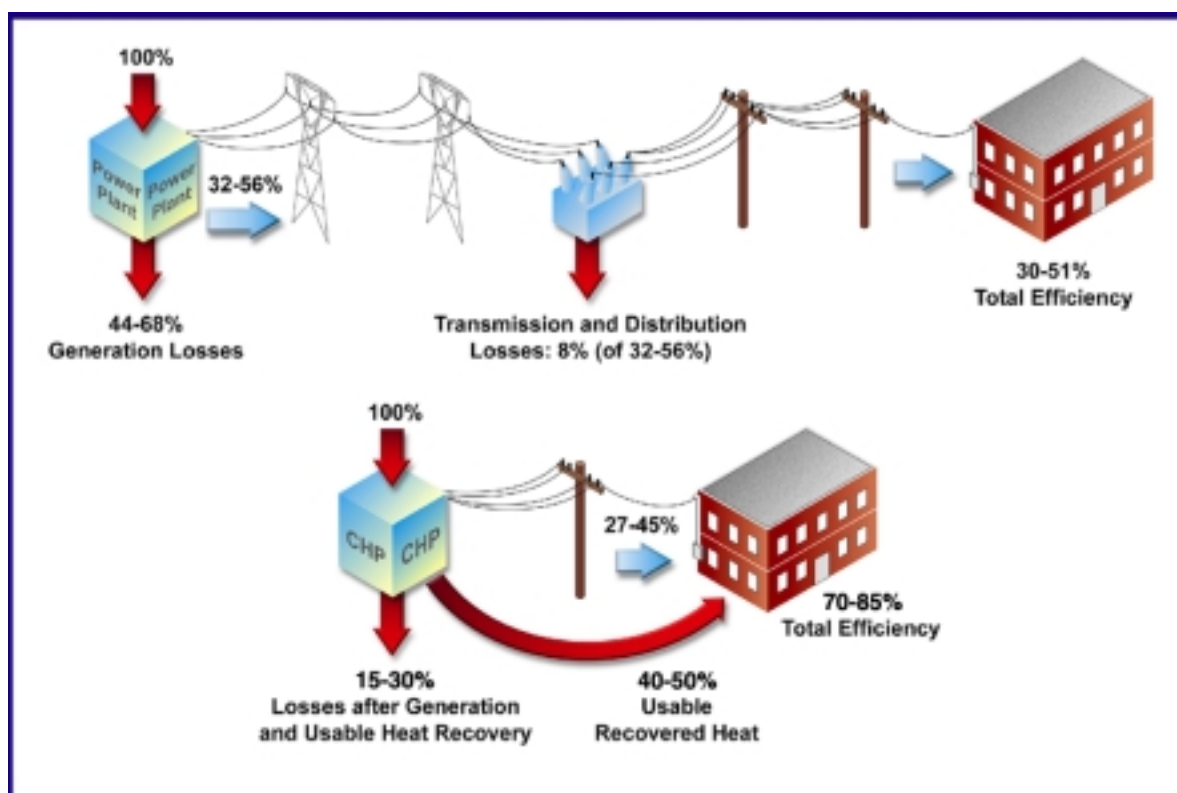 100%
Power Plant
Power Plant
32-56%
44-68%
Generation Losses
Transmission and Distribution
Losses: 8% (of 32-56%)
30-51%
Total Efficiency
100%
CHP
CHP
27-45%
70-85%
Total Efficiency
15-30%
Losses after Generation
and Usable Heat Recovery
40-50%
Usable
Recovered Heat